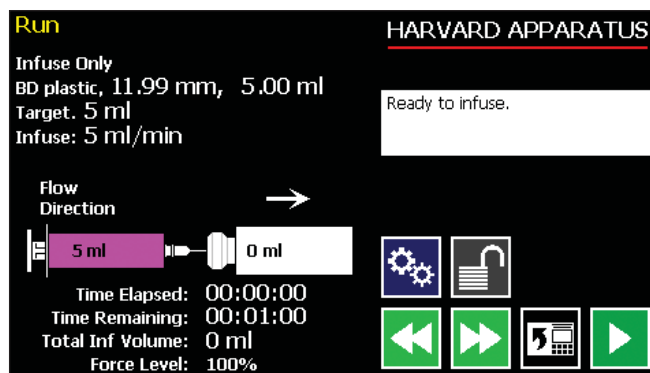 Run
HARVARD APPARATUS
Infuse Only
BD plastic, 11.99 mm, 5.00 ml
Target. 5 ml
Infuse: 5 ml/min
Ready to infuse.
Flow
Direction
5 ml
0 ml
Time Elapsed: 00:00:00
Time Remaining: 00:01:00
Total Inf Volume: 0 ml
Force Level: 100%